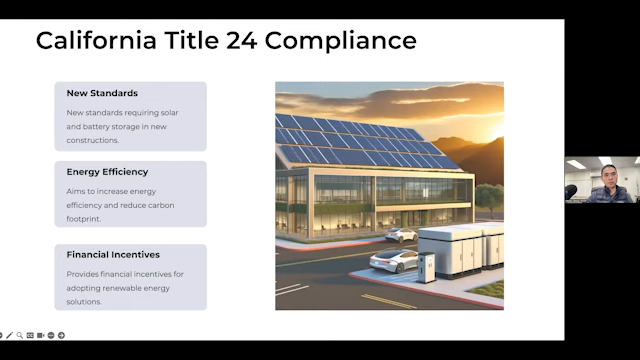 California Title 24 Compliance
New Standards
New standards requiring solar
and battery storage in new
constructions.
Energy Efficiency
Aims to increase energy
efficiency and reduce carbon
footprint.
Financial Incentives
Provides financial incentives for
adopting renewable energy
solutions.